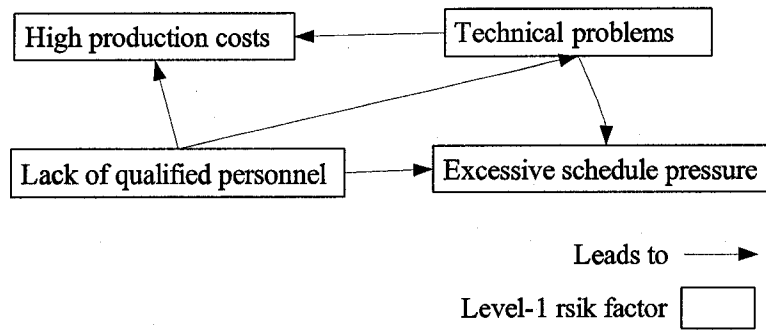 High production costs
Technical problems
Lack of qualified personnel
Excessive schedule pressure
Leads to
Level-1 rsik factor